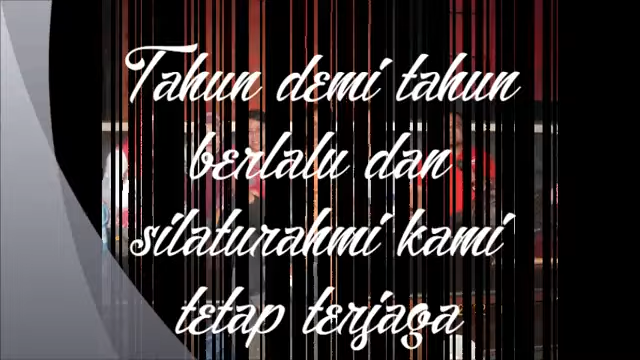 Tahun demi tahun
berlalu dan
silaturahmi kami
tetap terjaga